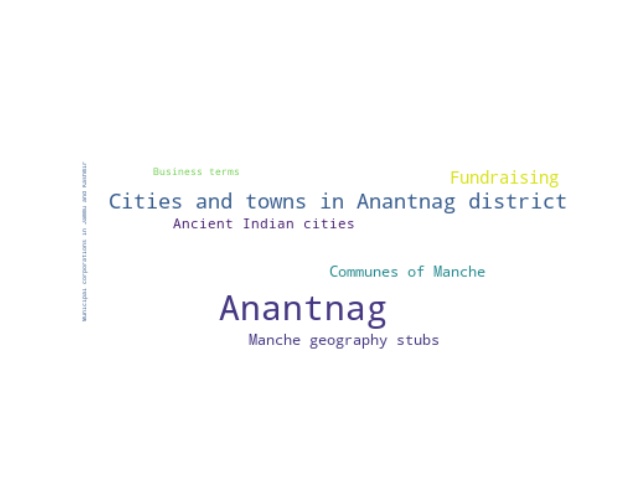 Municipal corporations in Jammu and Kashmir
Business terms
Fundraising
Cities and towns in Anantnag district
Ancient Indian cities
Communes of Manche
Anantnag
Manche geography stubs